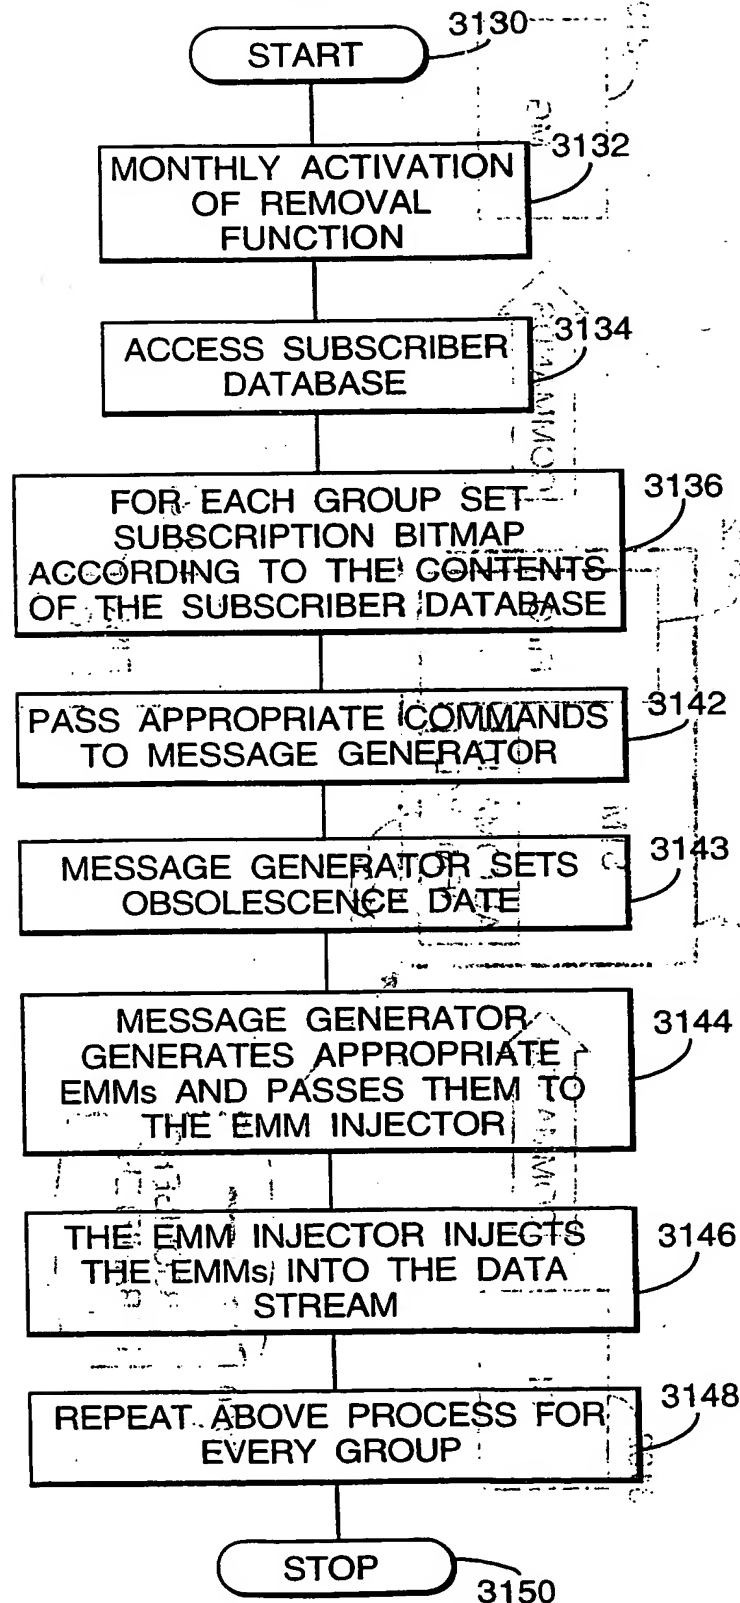 3130
START
3132
MONTHLY ACTIVATION
OF REMOVAL
FUNCTION
3134
ACCESS SUBSCRIBER
DATABASE
3136
FOR EACH GROUP SET
SUBSCRIPTION BITMAP
ACCORDING TO THE CONTENTS
OF THE SUBSCRIBER DATABASE
3142
PASS APPROPRIATE COMMANDS
TO MESSAGE GENERATOR
3143
MESSAGE GENERATOR SETS
OBSOLESCENCE DATE
3144
MESSAGE GENERATOR
GENERATES APPROPRIATE
EMMs AND PASSES THEM TO
THE EMM INJECTOR
3146
THE EMM INJECTOR INJECTS
THE EMMs INTO THE DATA
STREAM
3148
REPEAT ABOVE PROCESS FOR
EVERY GROUP
STOP
3150